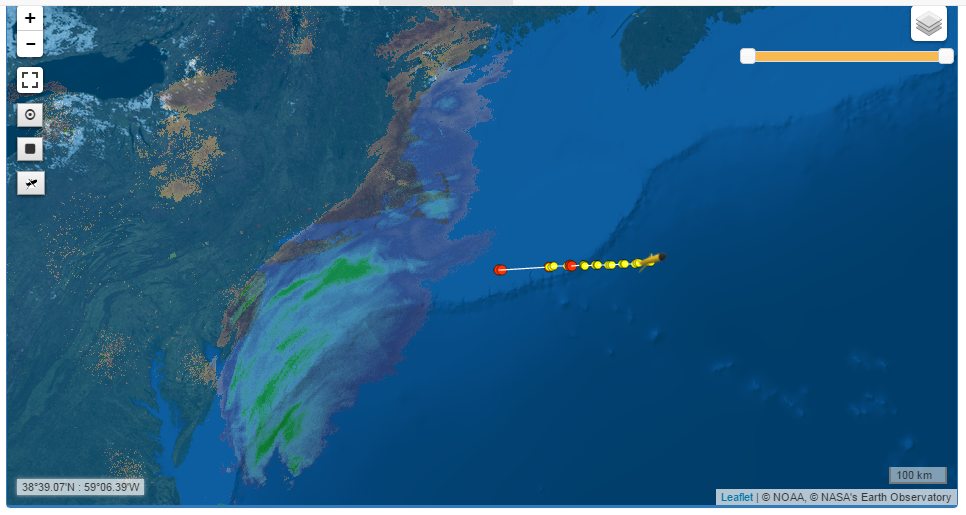 +
−
38°39.07'N : 59°06.39'W
100 km
Leaflet | © NOAA, © NASA's Earth Observatory